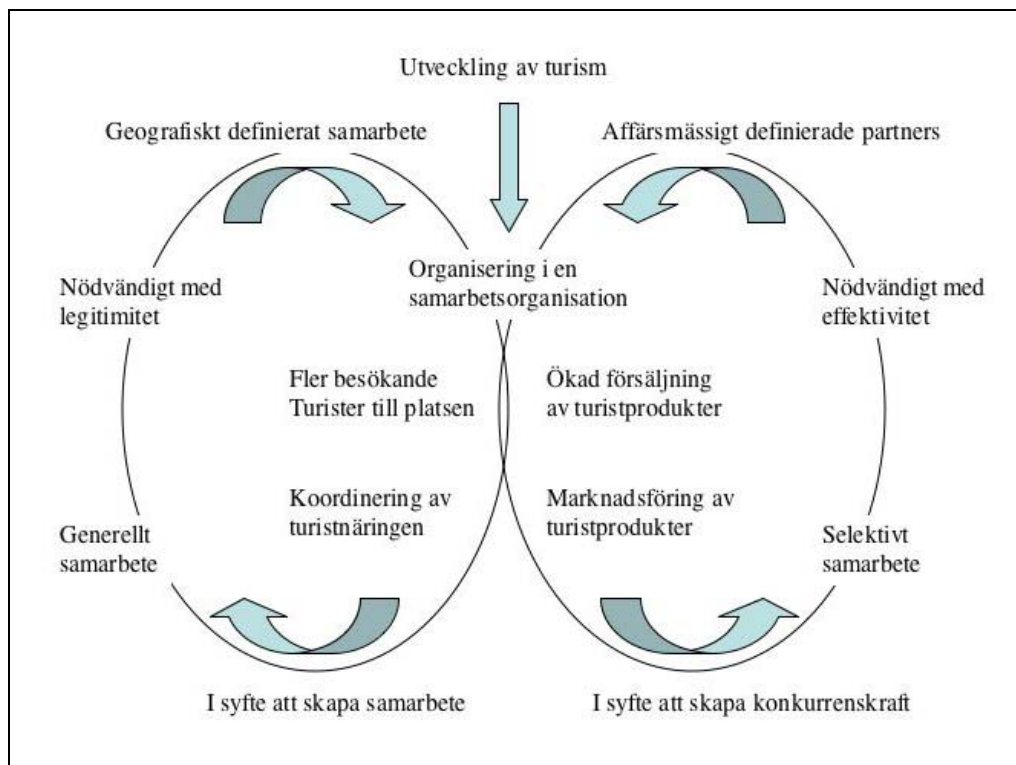 Utveckling av turism
Geografiskt definierat samarbete
Affärsmässigt definierade partners
Organisering i en
samarbetsorganisation
Nödvändigt med
legitimitet
Nödvändigt med
effektivitet
Fler besökande
Turister till platsen
Ökad försäljning
av turistprodukter
Koordinering av
turistnäringen
Marknadsföring av
turistprodukter
Generellt
samarbete
Selektivt
samarbete
I syfte att skapa samarbete
I syfte att skapa konkurrenskraft